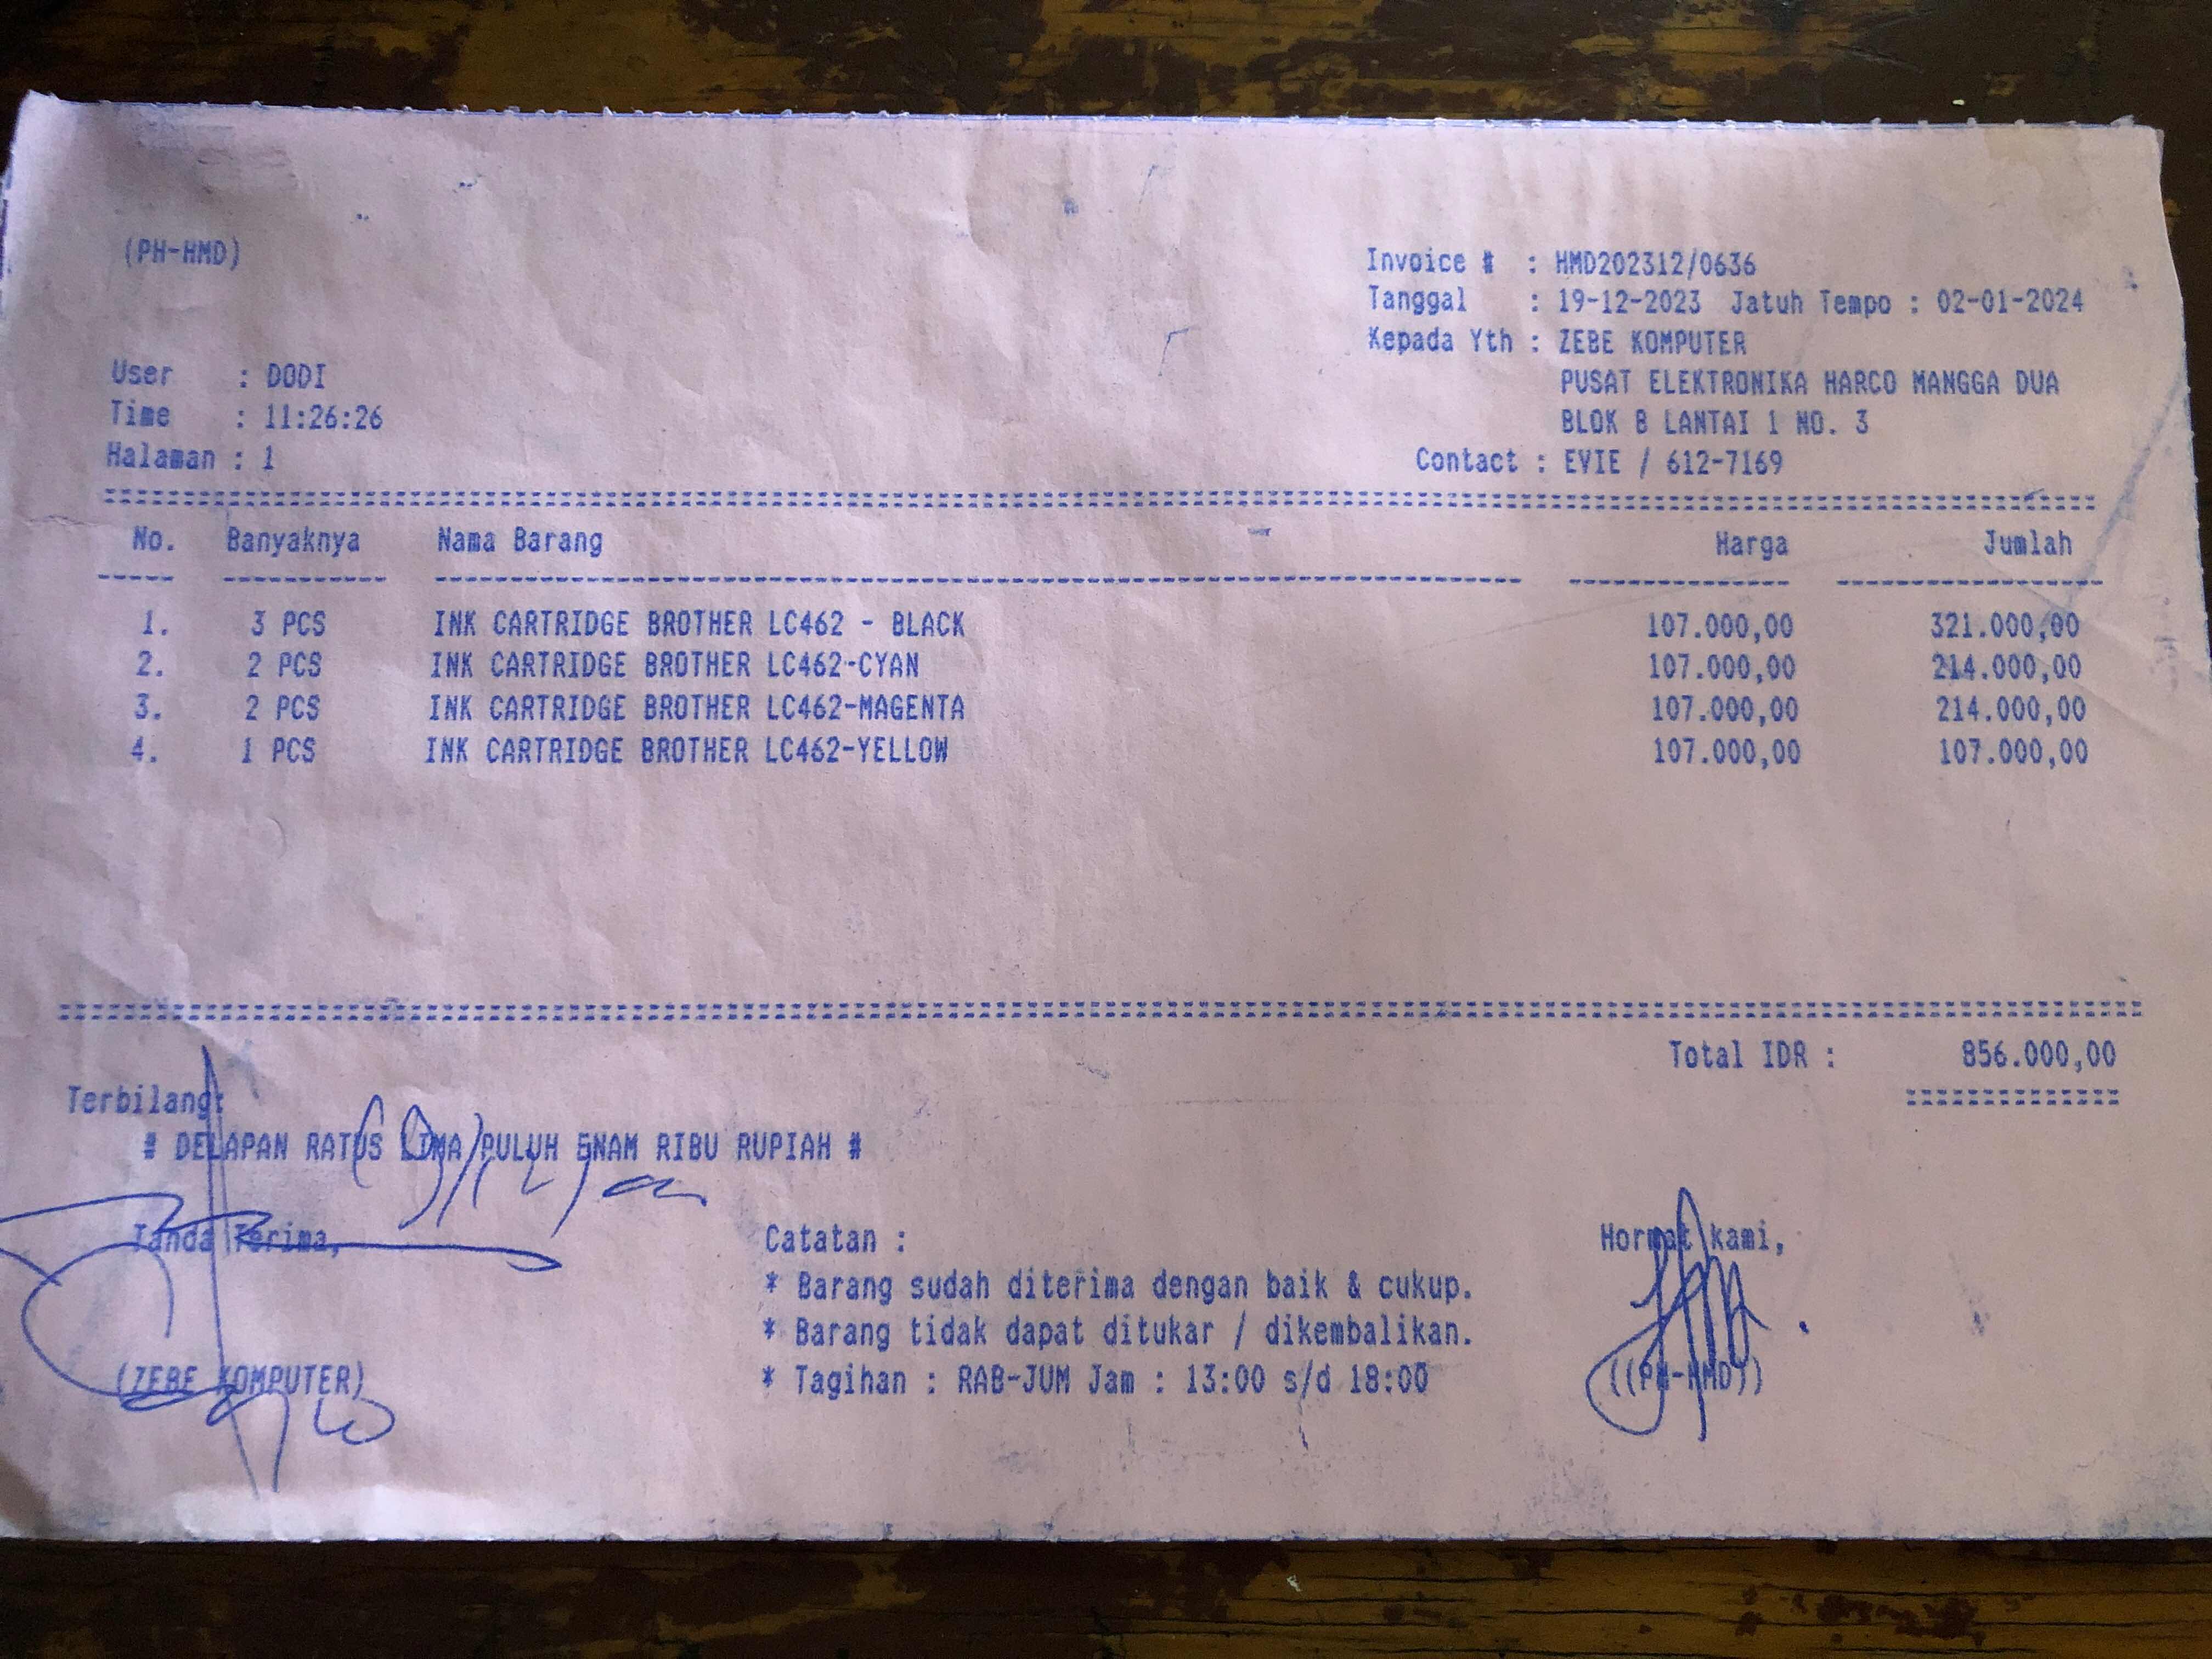 (PH-HMD)
Invoice # : HMD202312/0636
Tanggal : 19-12-2023 Jatuh Tempo : 02-01-2024
Kepada Yth : ZEBE KOMPUTER
User : DODI
PUSAT ELEKTRONIKA HARCO MANGGA DUA
Time : 11:26:26
BLOK B LANTAI 1 NO. 3
Halaman : 1
Contact : EVIE / 612-7169
No. Banyaknya Nama Barang Harga Jumlah
1. 3 PCS INK CARTRIDGE BROTHER LC462 - BLACK 107.000,00 321.000,00
2. 2 PCS INK CARTRIDGE BROTHER LC462-CYAN 107.000,00 214.000,00
3. 2 PCS INK CARTRIDGE BROTHER LC462-MAGENTA 107.000,00 214.000,00
4. 1 PCS INK CARTRIDGE BROTHER LC462-YELLOW 107.000,00 107.000,00
Total IDR : 856.000,00
Terbilang:
# DELAPAN RATUS LIMA PULUH ENAM RIBU RUPIAH #
Tanda Terima,
Catatan :
Hormat kami,
* Barang sudah diterima dengan baik & cukup.
* Barang tidak dapat ditukar / dikembalikan.
* Tagihan : RAB-JUM Jam : 13:00 s/d 18:00
(ZEBE KOMPUTER)
((PH-HMD))